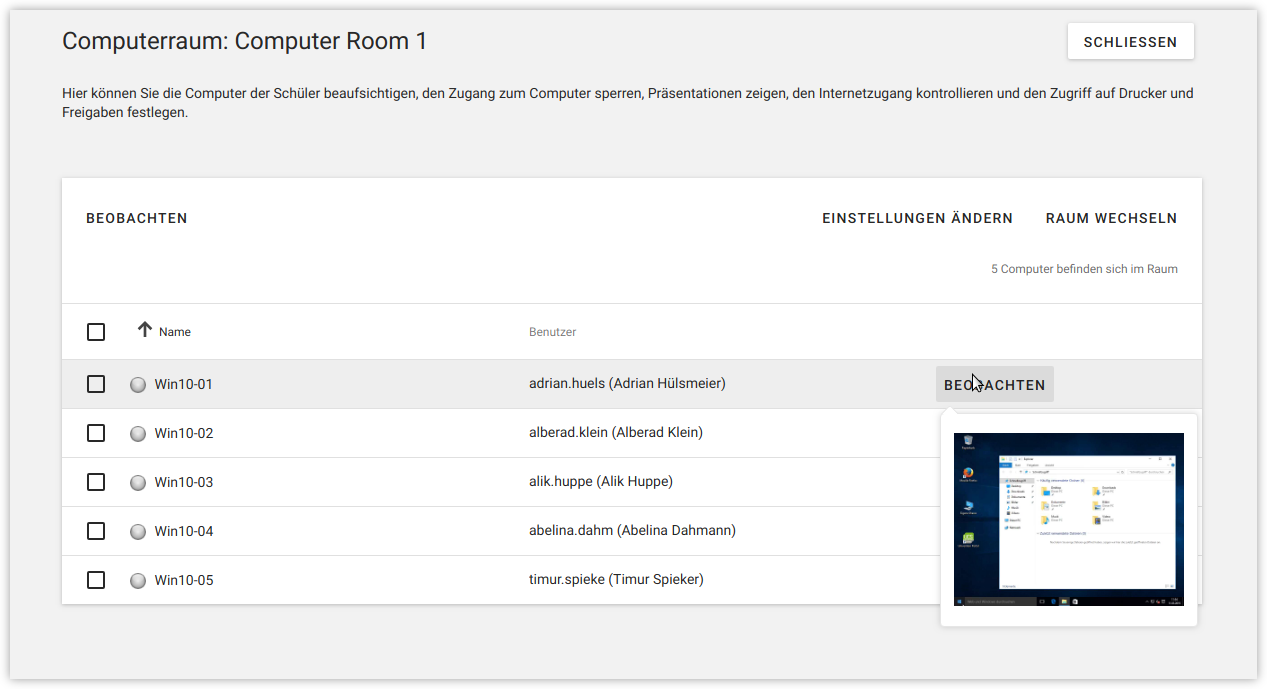 Computerraum: Computer Room 1
SCHLIESSEN
Hier können Sie die Computer der Schüler beaufsichtigen, den Zugang zum Computer sperren, Präsentationen zeigen, den Internetzugang kontrollieren und den Zugriff auf Drucker und
Freigaben festlegen.
BEOBACHTEN
EINSTELLUNGEN ÄNDERN
RAUM WECHSELN
5 Computer befinden sich im Raum
Name
Benutzer
Win10-01
adrian.huels (Adrian Hülsmeier)
BEOBACHTEN
Win10-02
alberad.klein (Alberad Klein)
Win10-03
alik.huppe (Alik Huppe)
Win10-04
abelina.dahm (Abelina Dahmann)
Win10-05
timur.spieke (Timur Spieker)